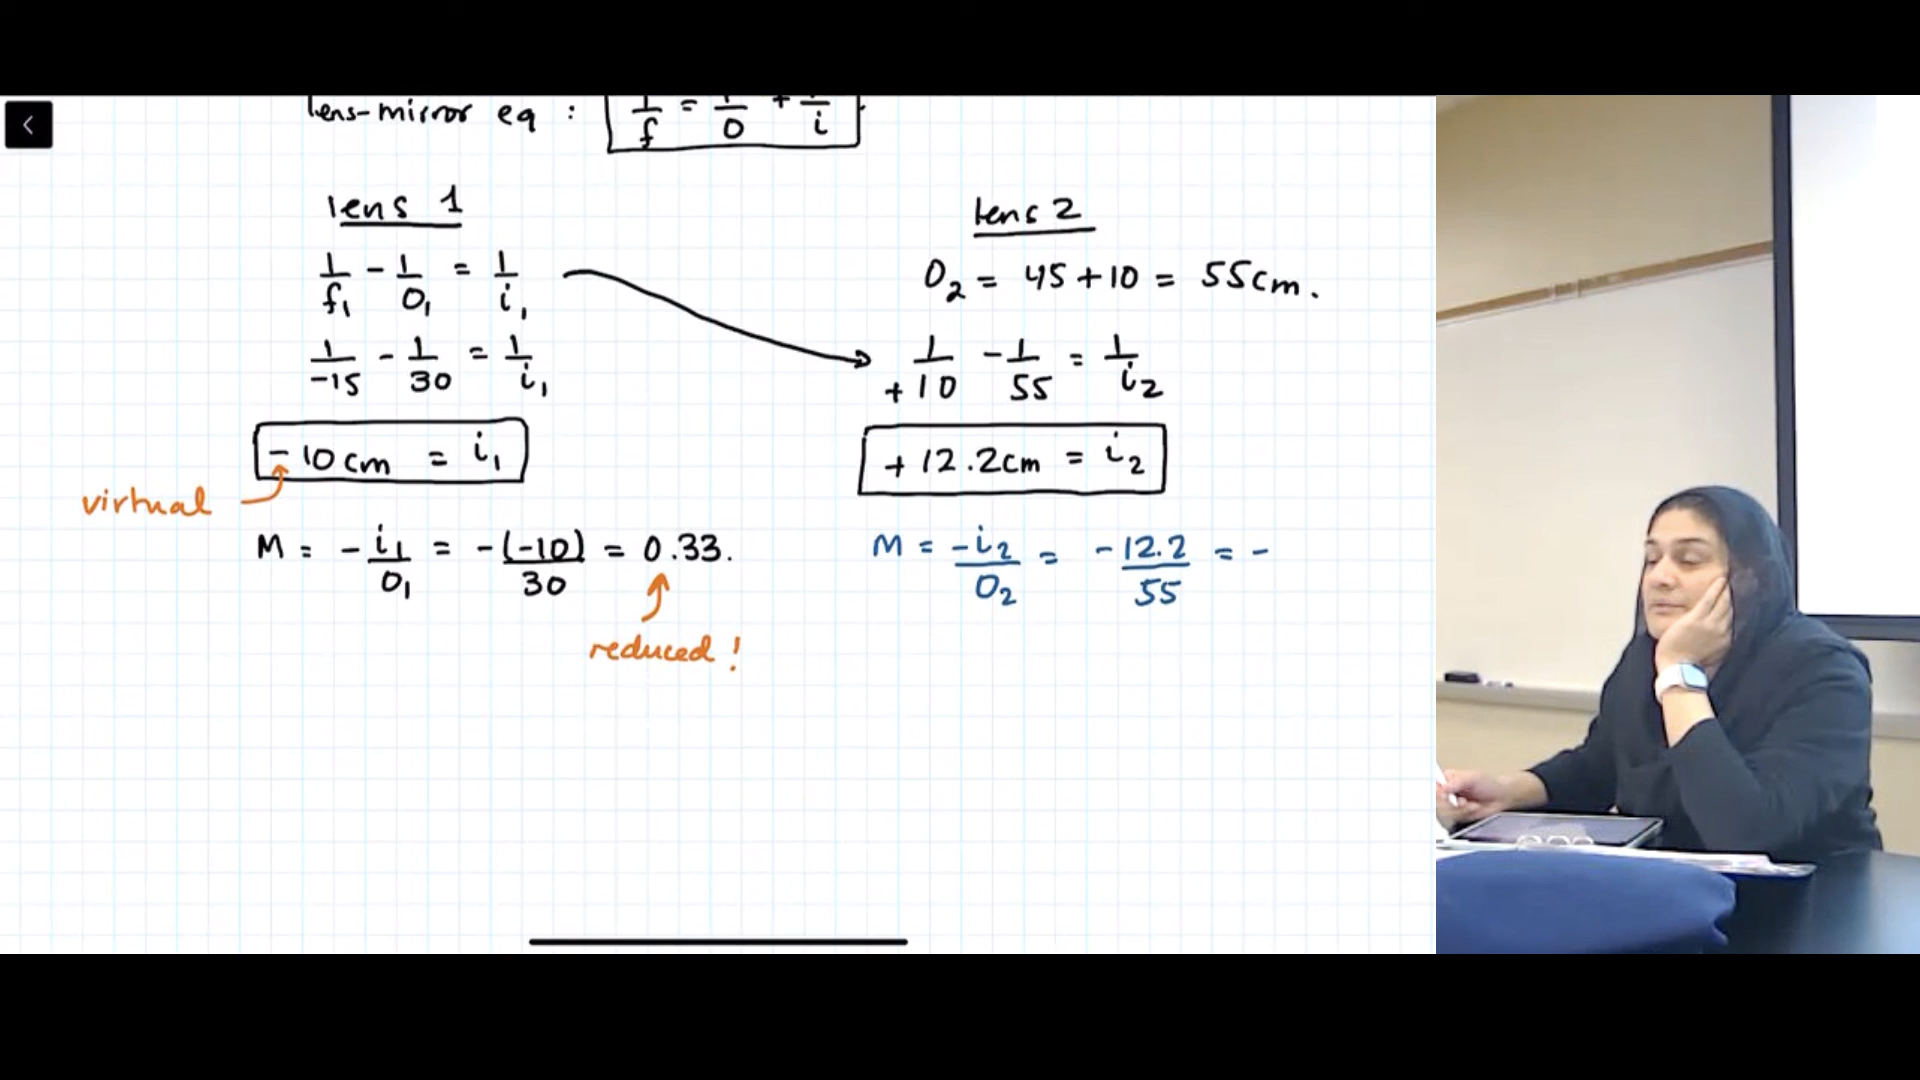 lens-mirror eq : 1/f = 1/o + 1/i
lens 1
1/f₁ - 1/o₁ = 1/i₁
1/-15 - 1/30 = 1/i₁
-10cm = i₁
virtual
M = -i₁/o₁ = -(-10)/30 = 0.33.
reduced!
lens 2
O₂ = 45 + 10 = 55cm.
1/+10 - 1/55 = 1/i₂
+12.2cm = i₂
M = -i₂/O₂ = -12.2/55 = -